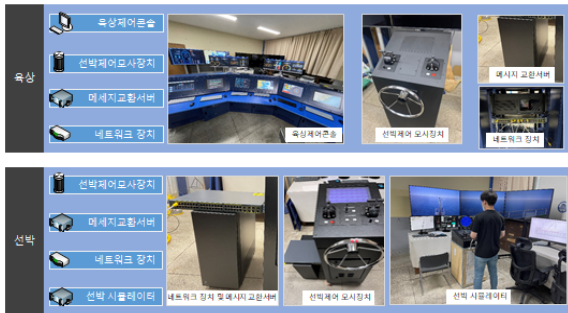 육상
육상제어콘솔
선박제어모사장치
메세지교환서버
네트워크 장치
육상제어콘솔
선박제어 모사장치
메시지 교환서버
네트워크 장치
선박
선박제어모사장치
메세지교환서버
네트워크 장치
선박 시뮬레이터
네트워크 장치 및 메시지 교환서버
선박제어 모사장치
선박 시뮬레이터